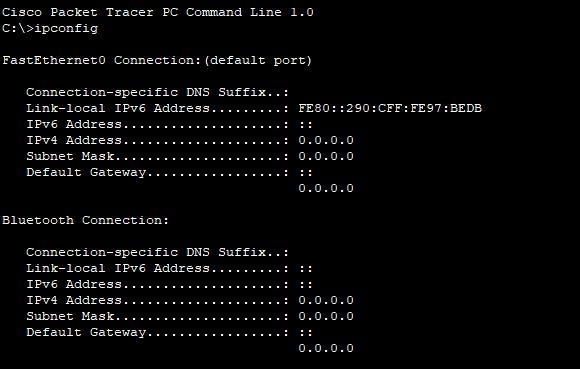 Cisco Packet Tracer PC Command Line 1.0
C:\>ipconfig
FastEthernet0 Connection:(default port)
Connection-specific DNS Suffix..:
Link-local IPv6 Address.........: FE80::290:CFF:FE97:BEDB
IPv6 Address....................: ::
IPv4 Address....................: 0.0.0.0
Subnet Mask.....................: 0.0.0.0
Default Gateway.................: ::
0.0.0.0
Bluetooth Connection:
Connection-specific DNS Suffix..:
Link-local IPv6 Address.........: ::
IPv6 Address....................: ::
IPv4 Address....................: 0.0.0.0
Subnet Mask.....................: 0.0.0.0
Default Gateway.................: ::
0.0.0.0